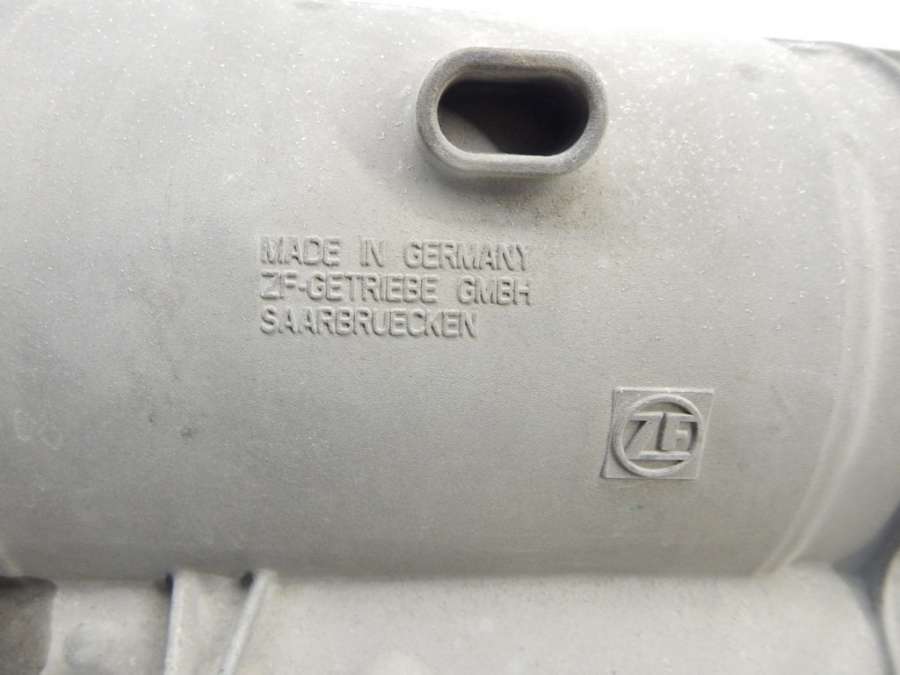 MADE IN GERMANY
ZF-GETRIEBE GMBH
SAARBRUECKEN
ZF